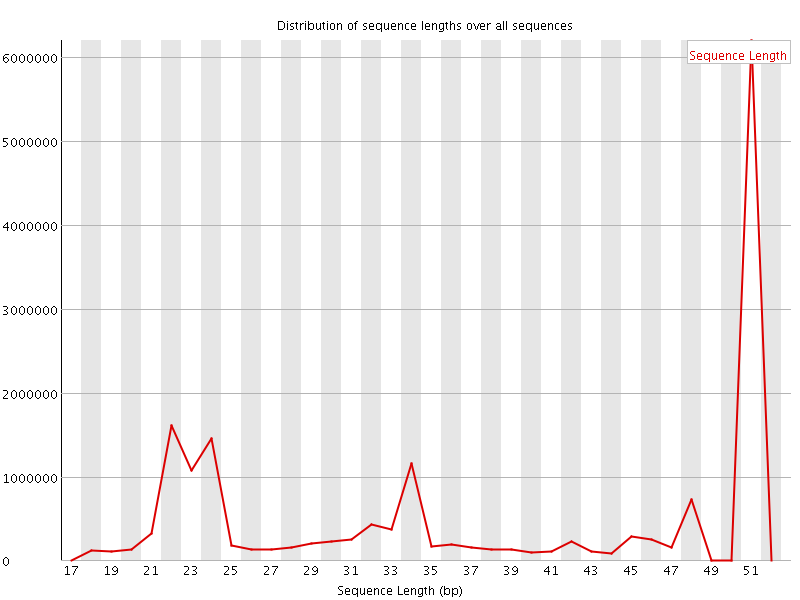 Distribution of sequence lengths over all sequences
Sequence Length
6000000
5000000
4000000
3000000
2000000
1000000
0
17 19 21 23 25 27 29 31 33 35 37 39 41 43 45 47 49 51
Sequence Length (bp)